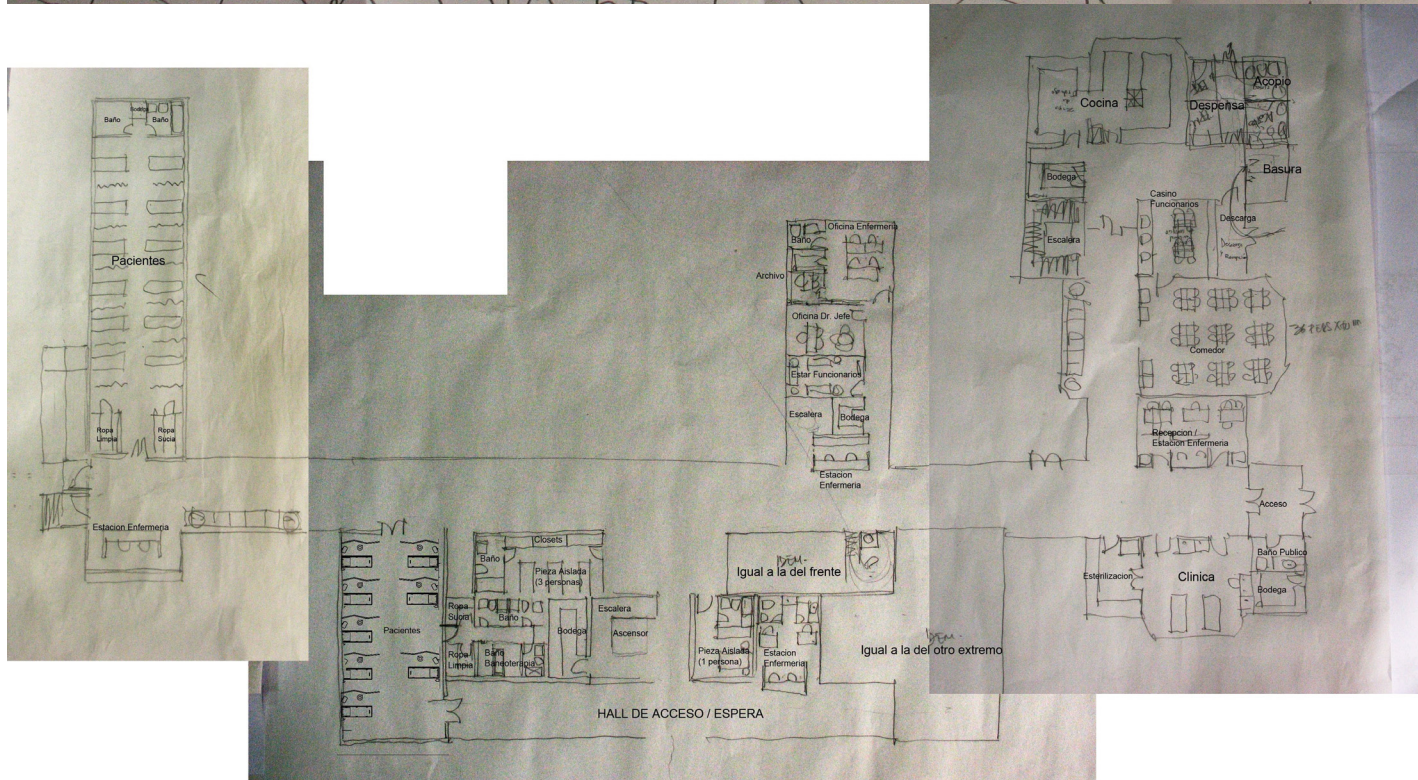 Baño
Baño
Pacientes
Ropa
Limpia
Ropa
Sucia
Estacion Enfermeria
Baño
Oficina Enfermeria
Archivo
Oficina Dr. Jefe
Estar Funcionarios
Escalera
Bodega
Estacion
Enfermeria
Cocina
Despensa
Acopio
Basura
Bodega
Escalera
Casino
Funcionarios
Descarga
Descarga
y Recepcion
Comedor
Recepcion /
Estacion Enfermeria
Acceso
Esterilizacion
Clinica
Baño Publico
Bodega
Pacientes
Baño
Closets
Pieza Aislada
(3 personas)
Ropa
Sucia
Baño
Ropa
Limpia
Baño
Baneoterapia
Bodega
Escalera
Ascensor
IDEM.
Igual a la del frente
Pieza Aislada
(1 persona)
Estacion
Enfermeria
IDEM.
Igual a la del otro extremo
HALL DE ACCESO / ESPERA